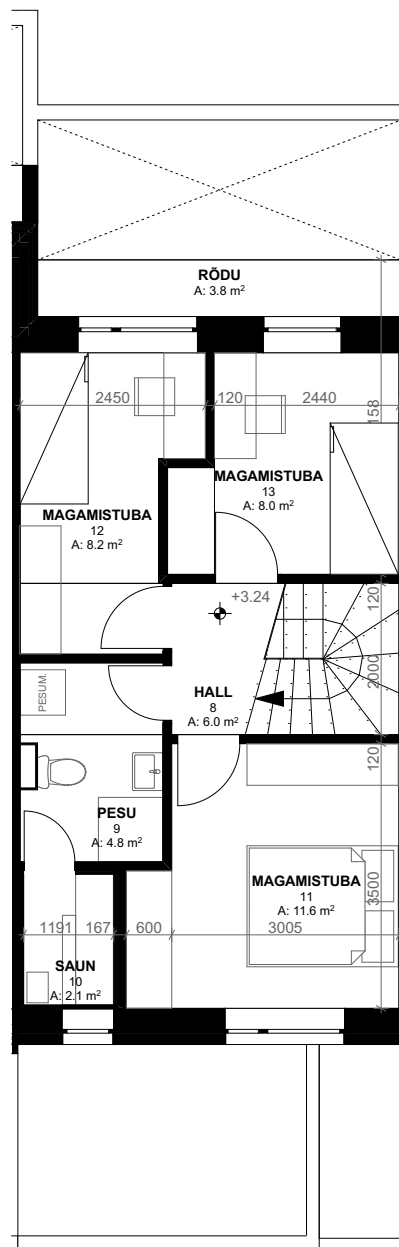 RÕDU
A: 3.8 m²
2450
120
2440
158
MAGAMISTUBA
12
A: 8.2 m²
MAGAMISTUBA
13
A: 8.0 m²
+3.24
120
2000
PESUM.
HALL
8
A: 6.0 m²
120
PESU
9
A: 4.8 m²
MAGAMISTUBA
11
A: 11.6 m²
3500
1191
167
600
3005
SAUN
10
A: 2.1 m²